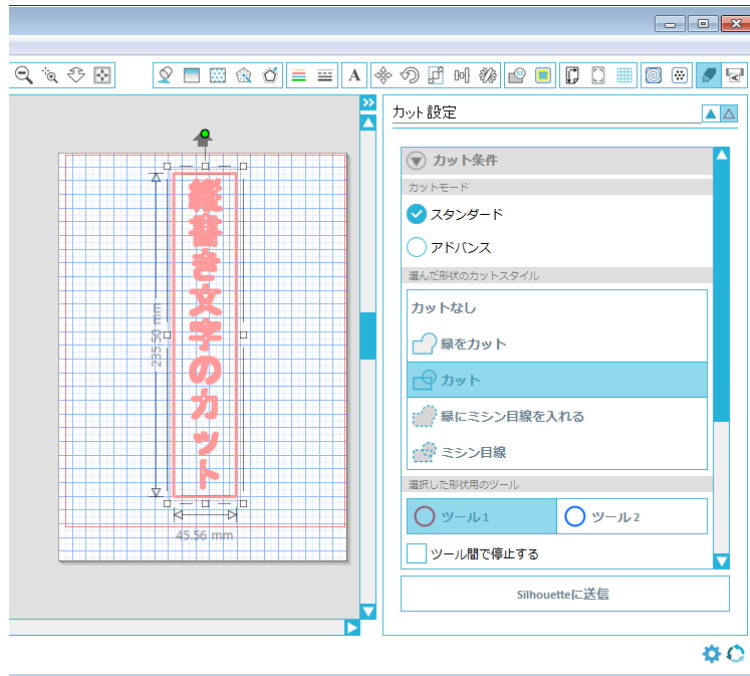 A
カット設定
カット条件
カットモード
スタンダード
アドバンス
選んだ形状のカットスタイル
カットなし
縁をカット
カット
縁にミシン目線を入れる
ミシン目線
選択した形状用のツール
ツール1
ツール2
ツール間で停止する
Silhouetteに送信
縦書き文字のカット
235.50 mm
45.56 mm